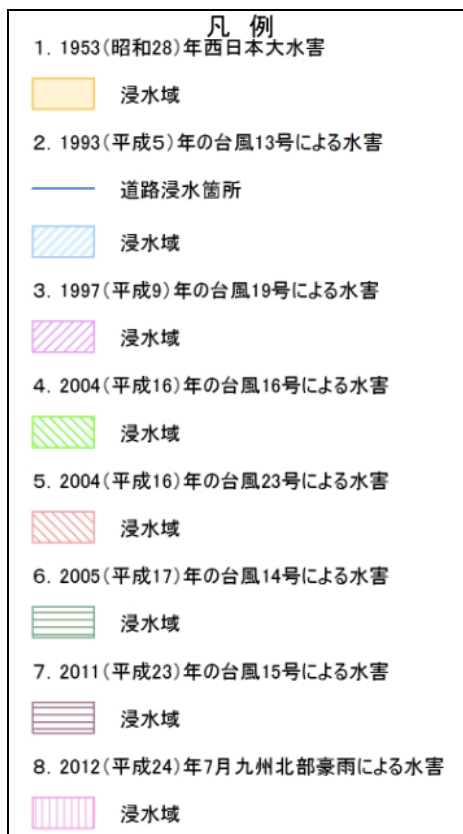 凡 例
1. 1953(昭和28)年西日本大水害
浸水域
2. 1993(平成5)年の台風13号による水害
道路浸水箇所
浸水域
3. 1997(平成9)年の台風19号による水害
浸水域
4. 2004(平成16)年の台風16号による水害
浸水域
5. 2004(平成16)年の台風23号による水害
浸水域
6. 2005(平成17)年の台風14号による水害
浸水域
7. 2011(平成23)年の台風15号による水害
浸水域
8. 2012(平成24)年7月九州北部豪雨による水害
浸水域